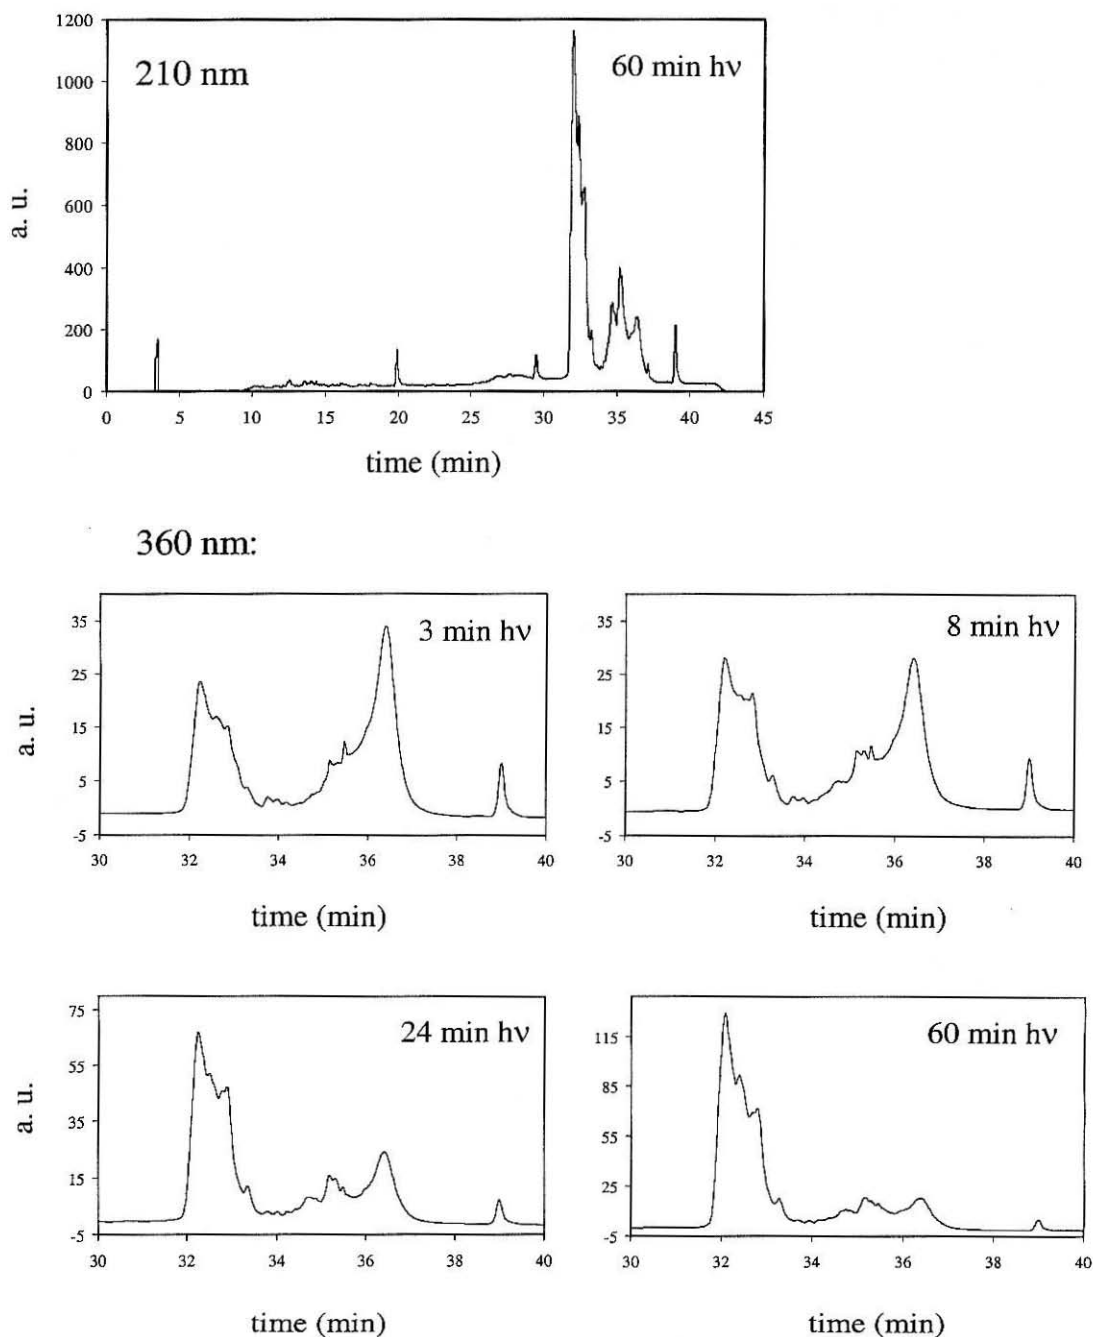 1200
1000
800
600
400
200
0
a. u.
210 nm
60 min hν
0 5 10 15 20 25 30 35 40 45
time (min)
360 nm:
35
25
15
5
-5
a. u.
3 min hν
30 32 34 36 38 40
time (min)
35
25
15
5
-5
8 min hν
30 32 34 36 38 40
time (min)
75
55
35
15
-5
a. u.
24 min hν
30 32 34 36 38 40
time (min)
115
85
55
25
-5
60 min hν
30 32 34 36 38 40
time (min)